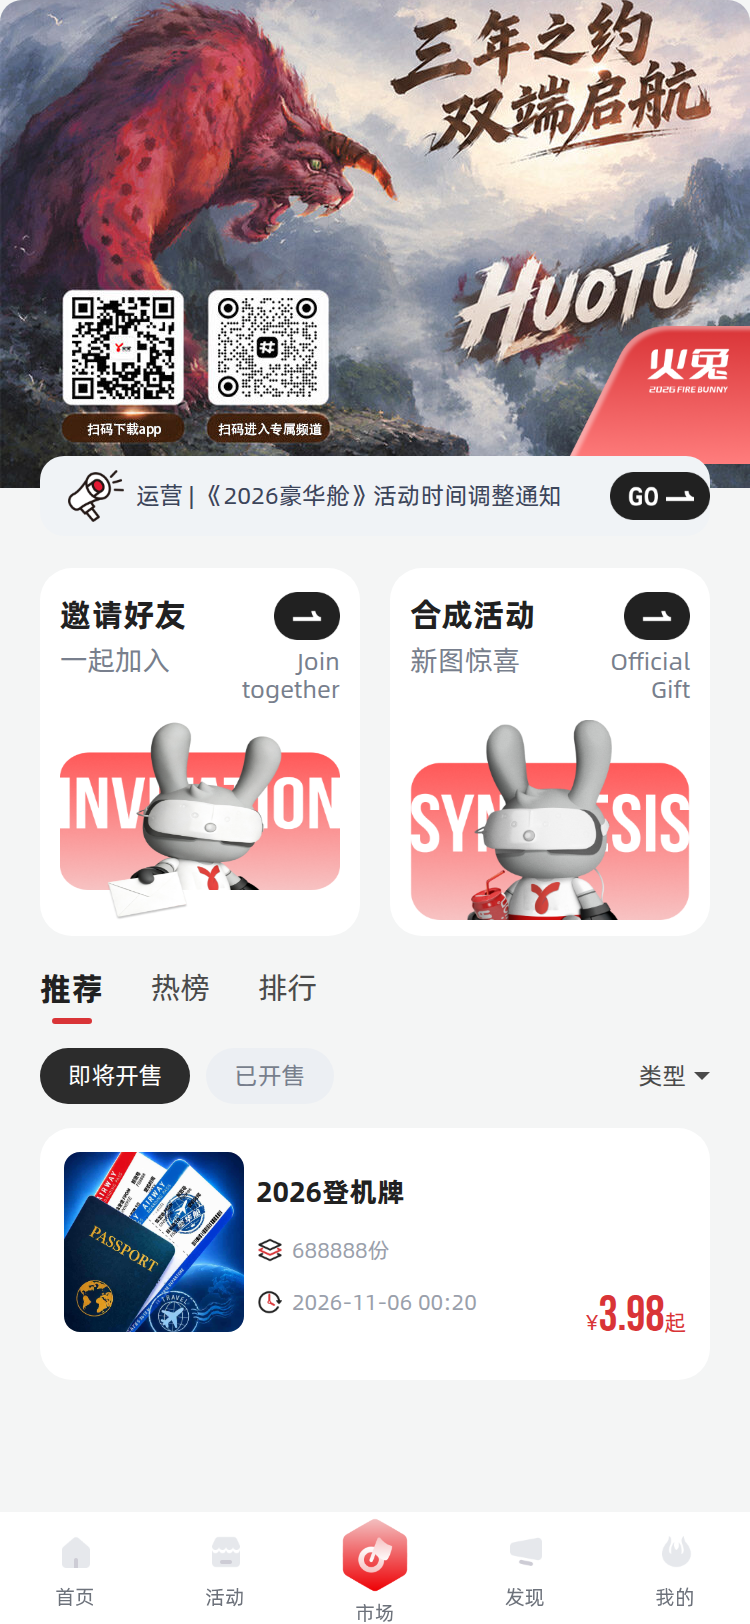 三年之约
双端启航
HUOTU
火兔
2026 FIRE BUNNY
扫码下载app
扫码进入专属频道
运营 | 《2026豪华舱》活动时间调整通知
GO
邀请好友
一起加入
Join together
合成活动
新图惊喜
Official Gift
推荐
热榜
排行
即将开售
已开售
类型
AIRWAY
AIRWAY
PASSPORT
TRAVEL
2026登机牌
688888份
2026-11-06 00:20
¥3.98起
首页
活动
市场
发现
我的